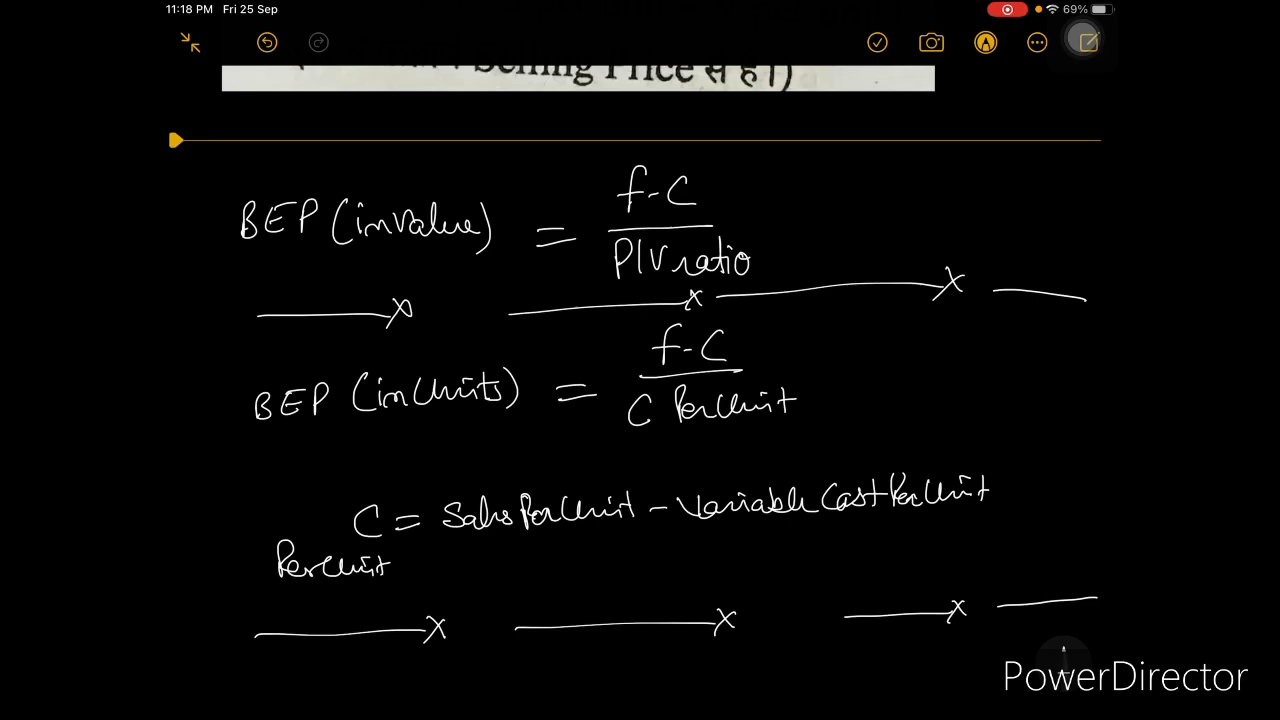 11:18 PM Fri 25 Sep
69%
Selling Price से है।)
BEP (in value) = f-C / P/V ratio
BEP (in Units) = f-C / C Per Unit
C Per Unit = Sales Per Unit - Variable Cost Per Unit
PowerDirector